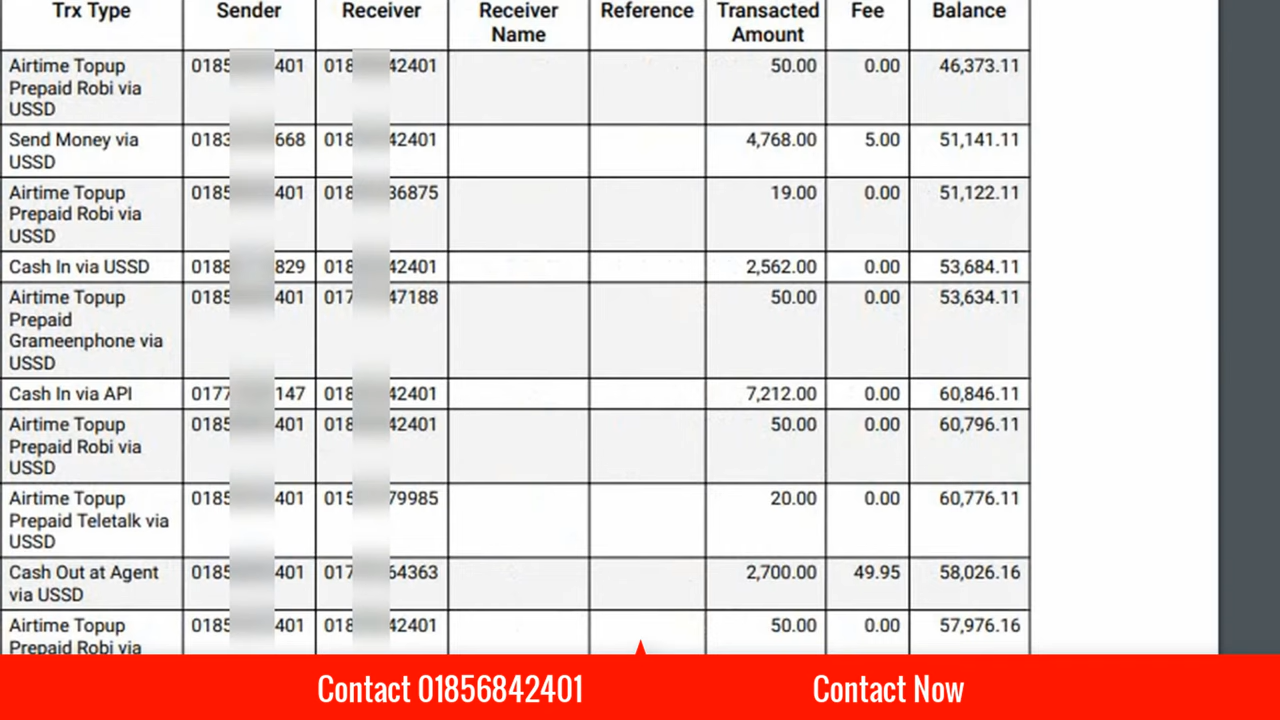 Trx Type Sender Receiver Receiver Name Reference Transacted Amount Fee Balance
Airtime Topup Prepaid Robi via USSD 0185 401 018 42401 50.00 0.00 46,373.11
Send Money via USSD 0183 668 018 42401 4,768.00 5.00 51,141.11
Airtime Topup Prepaid Robi via USSD 0185 401 018 36875 19.00 0.00 51,122.11
Cash In via USSD 0188 829 018 42401 2,562.00 0.00 53,684.11
Airtime Topup Prepaid Grameenphone via USSD 0185 401 017 47188 50.00 0.00 53,634.11
Cash In via API 0177 147 018 42401 7,212.00 0.00 60,846.11
Airtime Topup Prepaid Robi via USSD 0185 401 018 42401 50.00 0.00 60,796.11
Airtime Topup Prepaid Teletalk via USSD 0185 401 015 79985 20.00 0.00 60,776.11
Cash Out at Agent via USSD 0185 401 017 64363 2,700.00 49.95 58,026.16
Airtime Topup Prepaid Robi via 0185 401 018 42401 50.00 0.00 57,976.16
Contact 01856842401 Contact Now